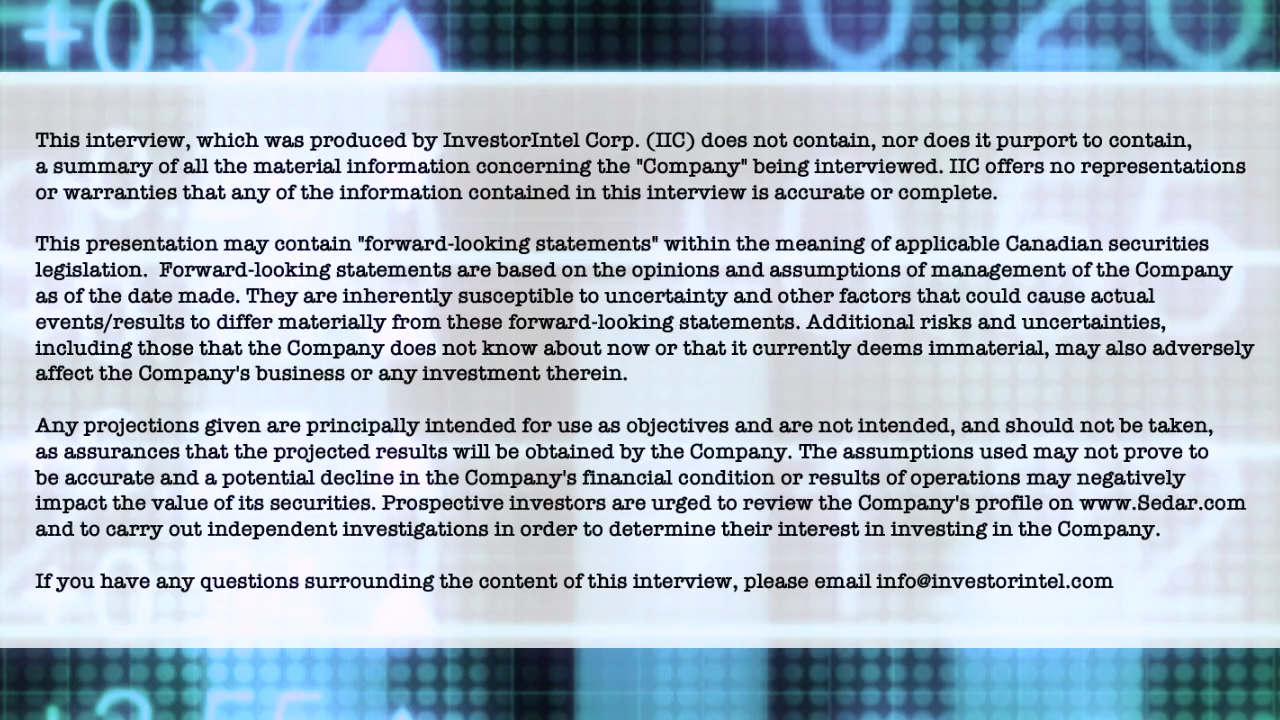 +0.37
-0.20
This interview, which was produced by InvestorIntel Corp. (IIC) does not contain, nor does it purport to contain,
a summary of all the material information concerning the "Company" being interviewed. IIC offers no representations
or warranties that any of the information contained in this interview is accurate or complete.
This presentation may contain "forward-looking statements" within the meaning of applicable Canadian securities
legislation.  Forward-looking statements are based on the opinions and assumptions of management of the Company
as of the date made. They are inherently susceptible to uncertainty and other factors that could cause actual
events/results to differ materially from these forward-looking statements. Additional risks and uncertainties,
including those that the Company does not know about now or that it currently deems immaterial, may also adversely
affect the Company's business or any investment therein.
Any projections given are principally intended for use as objectives and are not intended, and should not be taken,
as assurances that the projected results will be obtained by the Company. The assumptions used may not prove to
be accurate and a potential decline in the Company's financial condition or results of operations may negatively
impact the value of its securities. Prospective investors are urged to review the Company's profile on www.Sedar.com
and to carry out independent investigations in order to determine their interest in investing in the Company.
If you have any questions surrounding the content of this interview, please email info@investorintel.com